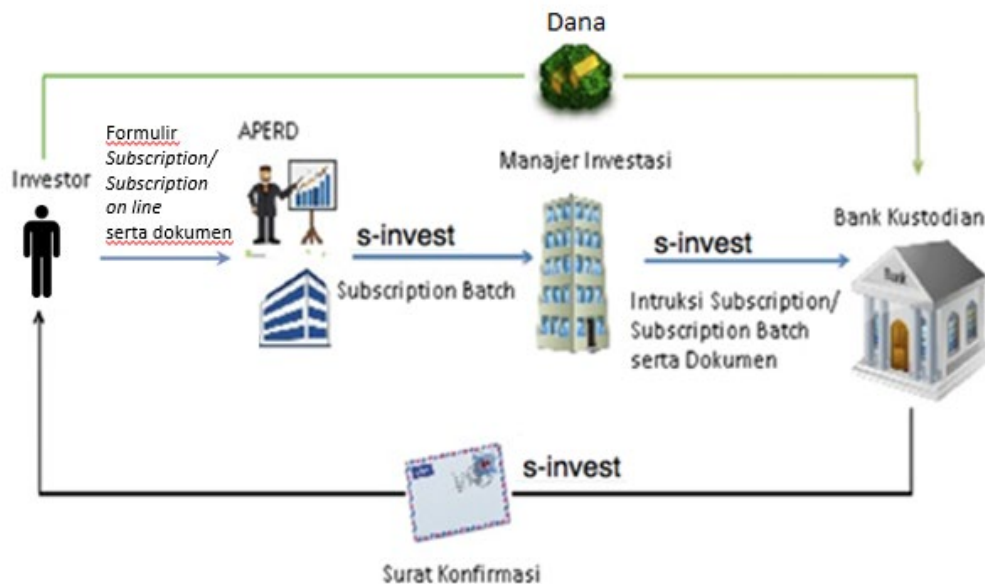 Dana
Formulir
Subscription/
Subscription
on line
serta dokumen
APERD
Investor
Manajer Investasi
Bank Kustodian
s-invest
Subscription Batch
s-invest
Intruksi Subscription/
Subscription Batch
serta Dokumen
Bank
s-invest
Surat Konfirmasi